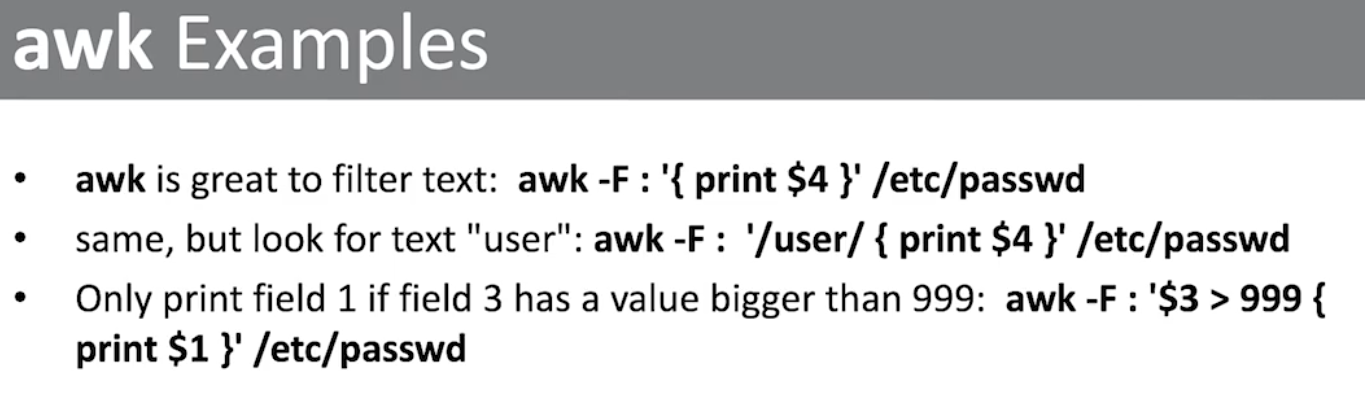 awk Examples
• awk is great to filter text:  awk -F : '{ print $4 }' /etc/passwd
• same, but look for text "user": awk -F :  '/user/ { print $4 }' /etc/passwd
• Only print field 1 if field 3 has a value bigger than 999:  awk -F : '$3 > 999 {
print $1 }' /etc/passwd